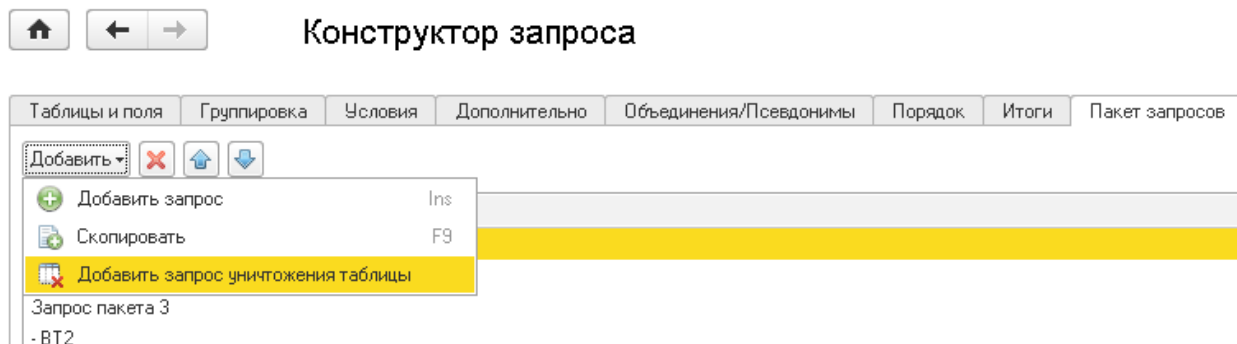 Конструктор запроса
Таблицы и поля Группировка Условия Дополнительно Объединения/Псевдонимы Порядок Итоги Пакет запросов
Добавить
Добавить запрос Ins
Скопировать F9
Добавить запрос уничтожения таблицы
Запрос пакета 3
- ВТ2